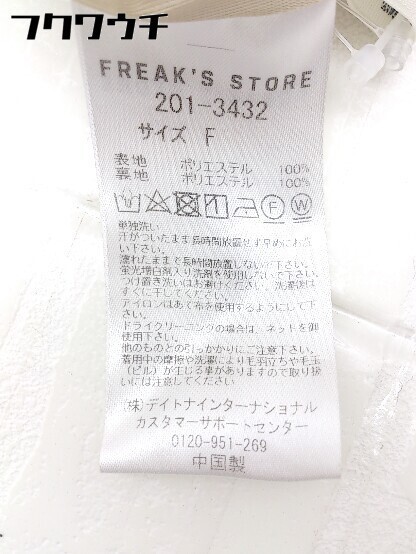 フクワウチ
FREAK'S STORE
201-3432
サイズ F
表地 ポリエステル 100%
裏地 ポリエステル 100%
単独洗い
汗がついたまま長時間放置せず早めにお洗
い下さい。
濡れたままで長時間放置しないで下さい。
蛍光増白剤入り洗剤を使用しないで下さい。
つけ置き洗いはお避けください。洗濯後は
すぐに干してください。
アイロンはあて布を使用するようにして下
さい。
ドライクリーニングの場合は、ネットを御
使用下さい。
他のものとの引っかかりにご注意下さい。
着用中の摩擦や洗濯により毛羽立ちや毛玉
(ピル)が生じる事がありますので取り扱
いには注意してください
(株)デイトナインターナショナル
カスタマーサポートセンター
0120-951-269
中国製